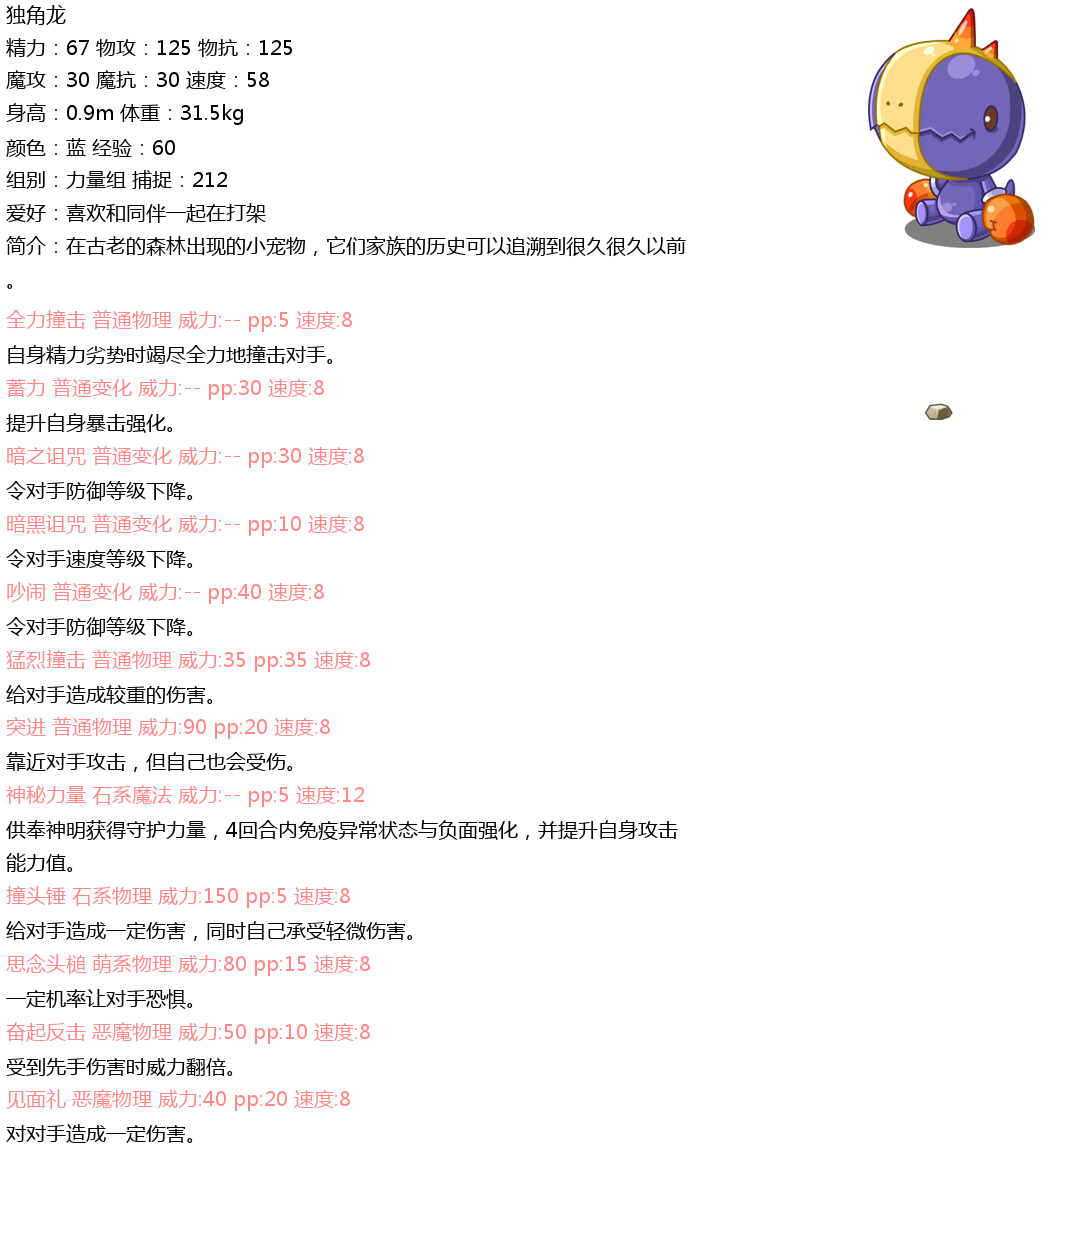 独角龙
精力：67 物攻：125 物抗：125
魔攻：30 魔抗：30 速度：58
身高：0.9m 体重：31.5kg
颜色：蓝 经验：60
组别：力量组 捕捉：212
爱好：喜欢和同伴一起在打架
简介：在古老的森林出现的小宠物，它们家族的历史可以追溯到很久很久以前
。
全力撞击 普通物理 威力:-- pp:5 速度:8
自身精力劣势时竭尽全力地撞击对手。
蓄力 普通变化 威力:-- pp:30 速度:8
提升自身暴击强化。
暗之诅咒 普通变化 威力:-- pp:30 速度:8
令对手防御等级下降。
暗黑诅咒 普通变化 威力:-- pp:10 速度:8
令对手速度等级下降。
吵闹 普通变化 威力:-- pp:40 速度:8
令对手防御等级下降。
猛烈撞击 普通物理 威力:35 pp:35 速度:8
给对手造成较重的伤害。
突进 普通物理 威力:90 pp:20 速度:8
靠近对手攻击，但自己也会受伤。
神秘力量 石系魔法 威力:-- pp:5 速度:12
供奉神明获得守护力量，4回合内免疫异常状态与负面强化，并提升自身攻击
能力值。
撞头锤 石系物理 威力:150 pp:5 速度:8
给对手造成一定伤害，同时自己承受轻微伤害。
思念头槌 萌系物理 威力:80 pp:15 速度:8
一定机率让对手恐惧。
奋起反击 恶魔物理 威力:50 pp:10 速度:8
受到先手伤害时威力翻倍。
见面礼 恶魔物理 威力:40 pp:20 速度:8
对对手造成一定伤害。